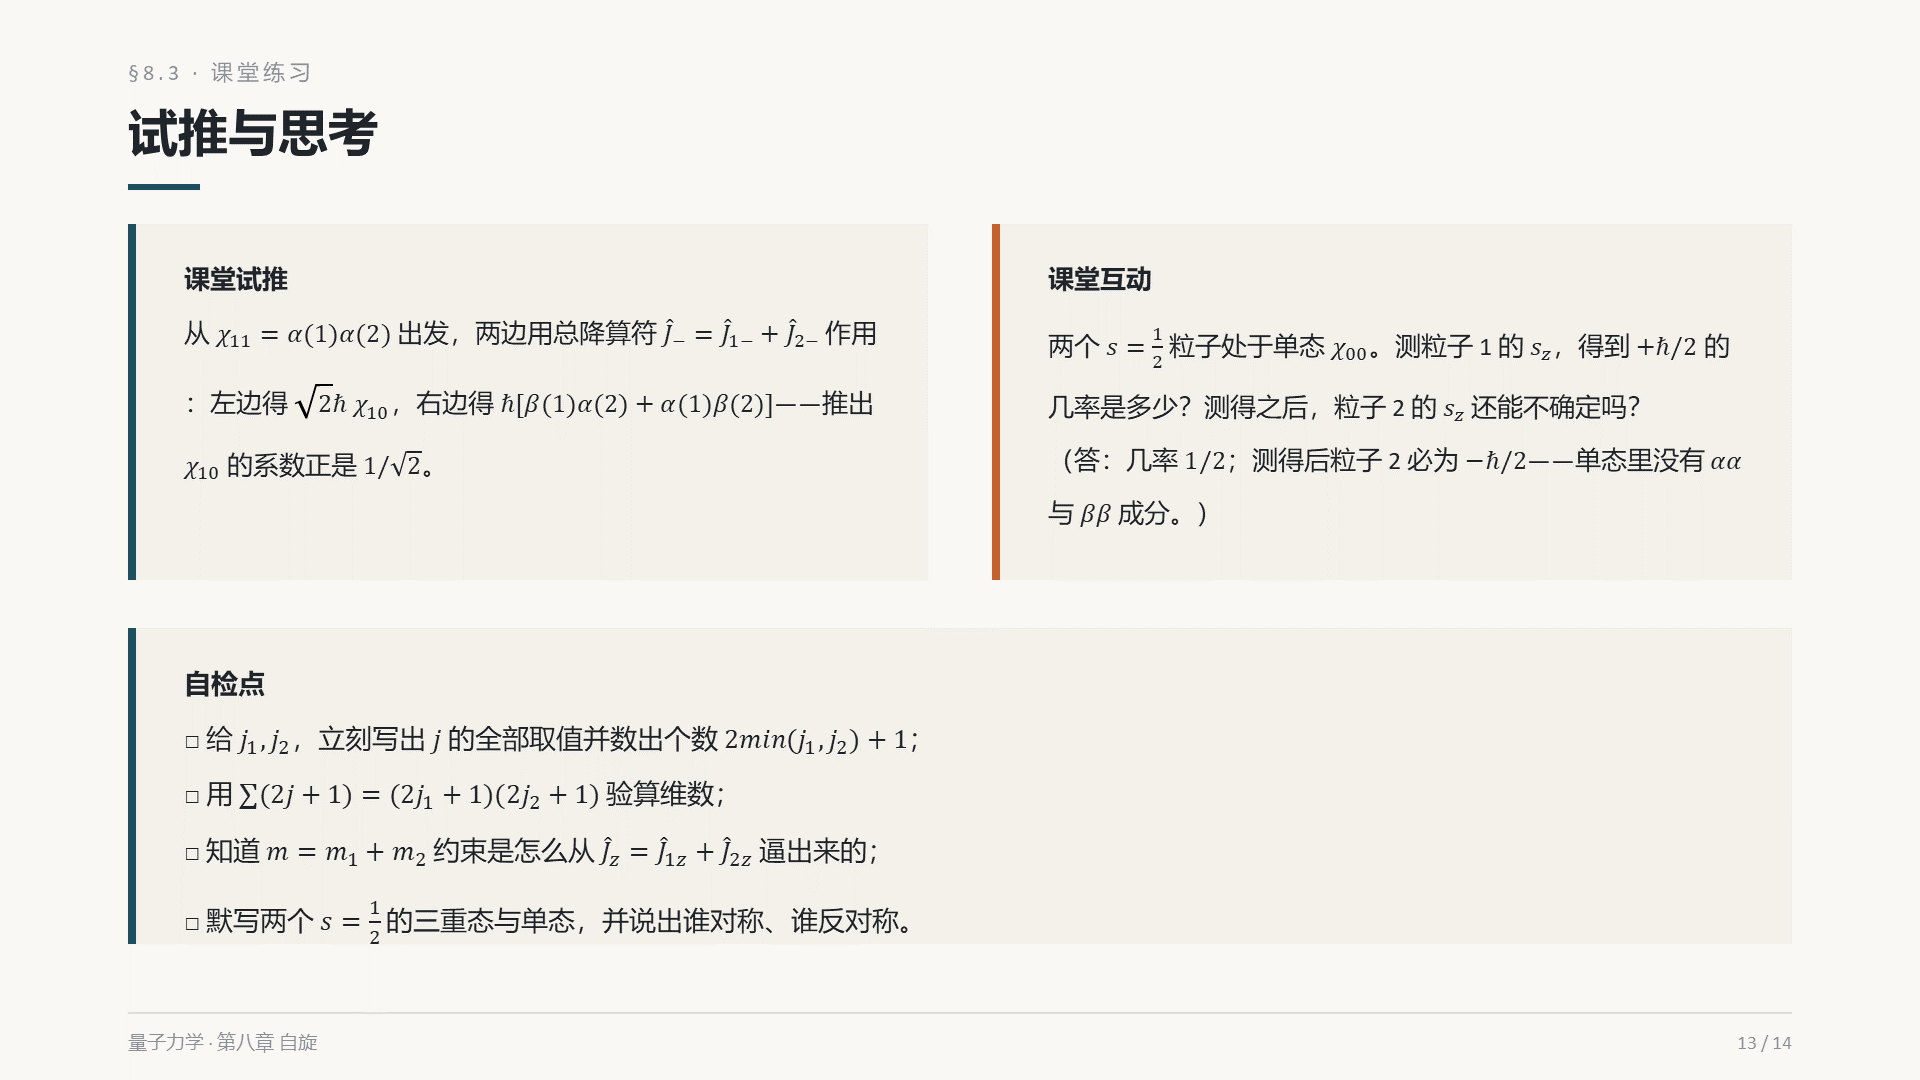 §8.3 · 课堂练习
试推与思考
课堂试推
从 χ₁₁ = α(1)α(2) 出发，两边用总降算符 Ĵ₋ = Ĵ₁₋ + Ĵ₂₋ 作用
：左边得 √2ħ χ₁₀，右边得 ħ[β(1)α(2) + α(1)β(2)]——推出
χ₁₀ 的系数正是 1/√2。
课堂互动
两个 s = 1/2 粒子处于单态 χ₀₀。测粒子 1 的 s_z，得到 +ħ/2 的
几率是多少？测得之后，粒子 2 的 s_z 还能不确定吗？
（答：几率 1/2；测得后粒子 2 必为 −ħ/2——单态里没有 αα
与 ββ 成分。）
自检点
□ 给 j₁, j₂，立刻写出 j 的全部取值并数出个数 2min(j₁, j₂) + 1；
□ 用 ∑(2j + 1) = (2j₁ + 1)(2j₂ + 1) 验算维数；
□ 知道 m = m₁ + m₂ 约束是怎么从 Ĵ_z = Ĵ₁_z + Ĵ₂_z 逼出来的；
□ 默写两个 s = 1/2 的三重态与单态，并说出谁对称、谁反对称。
量子力学 · 第八章 自旋
13 / 14